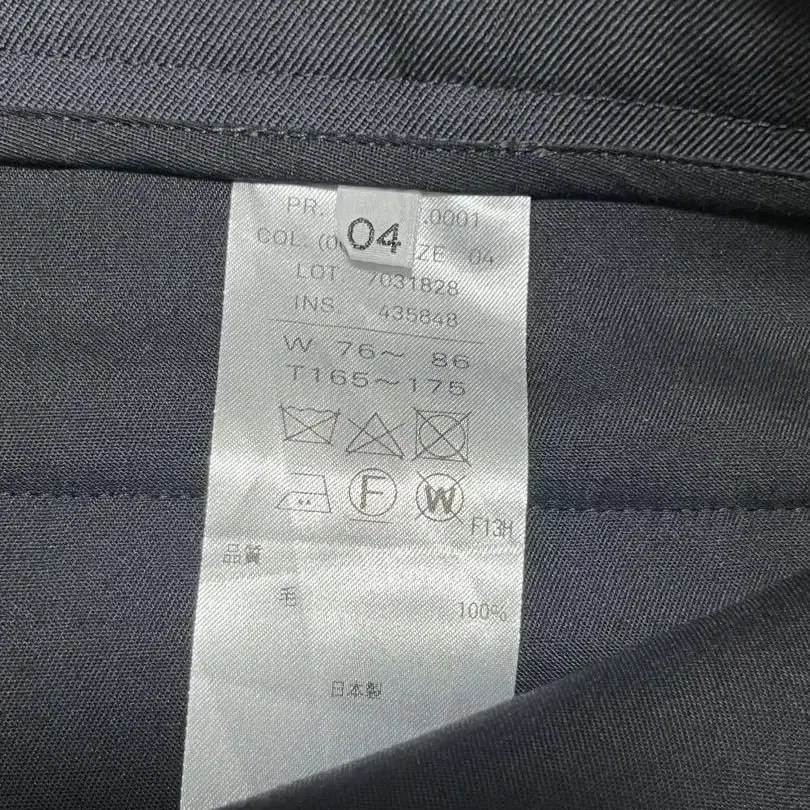 PR. .0001
04
COL. (0 ZE 04
LOT 7031828
INS. 435848
W 76～ 86
T165～175
F W
F13H
品質
毛 100%
日本製